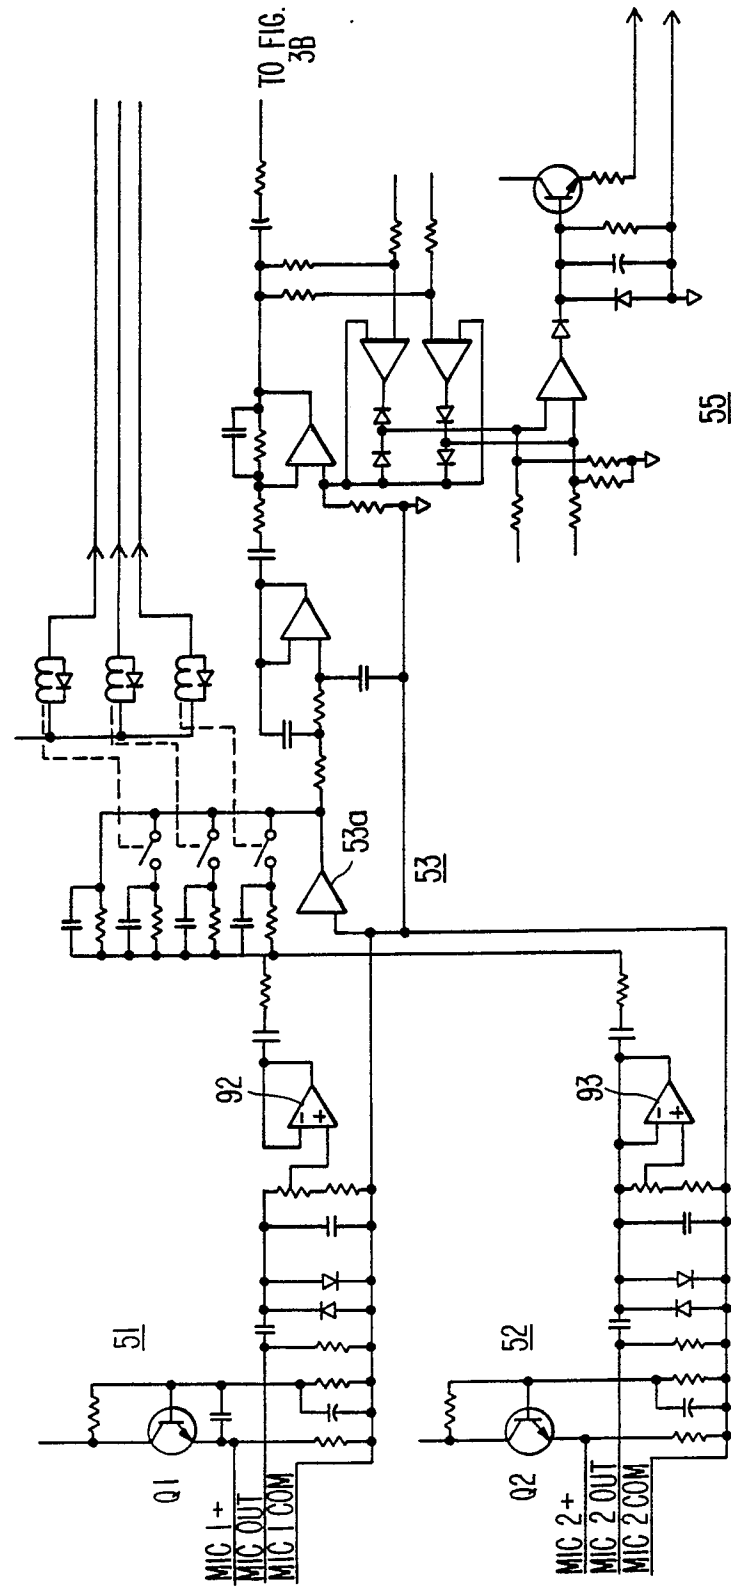 TO FIG.
3B
55
53a
53
92
93
51
52
Q1
Q2
MIC 1 +
MIC OUT
MIC 1 COM
MIC 2 +
MIC 2 OUT
MIC 2 COM
-
+
-
+